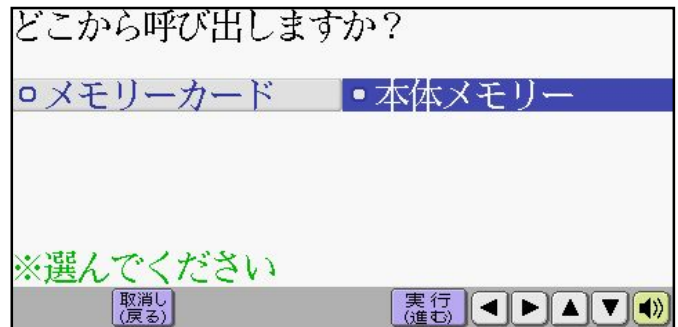 どこから呼び出しますか？
メモリーカード 本体メモリー
※選んでください
取消し 実行
(戻る) (進む)